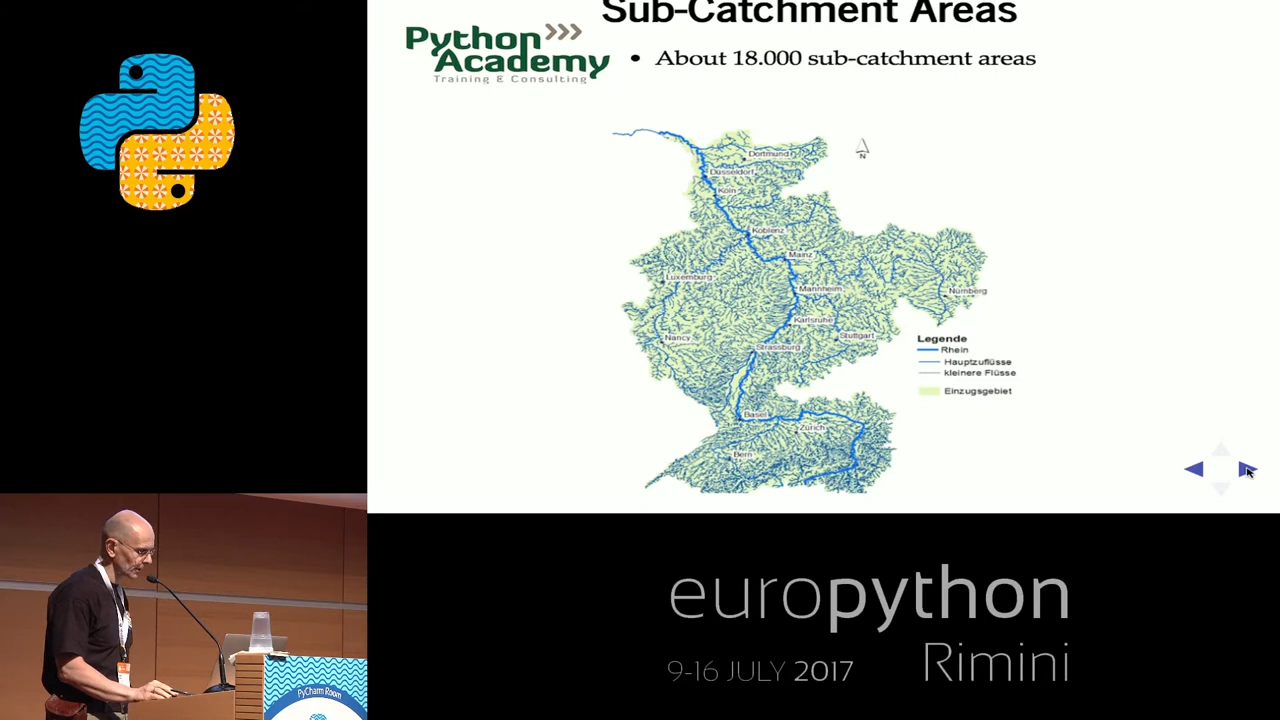 Sub-Catchment Areas
Python
Academy
Training & Consulting
• About 18.000 sub-catchment areas
N
Dortmund
Düsseldorf
Köln
Koblenz
Mainz
Luxemburg
Mannheim
Nürnberg
Karlsruhe
Nancy
Stuttgart
Strassburg
Legende
Rhein
Hauptzuflüsse
kleinere Flüsse
Einzugsgebiet
Basel
Zürich
Bern
europython
9-16 JULY 2017
Rimini
PyCharm Room